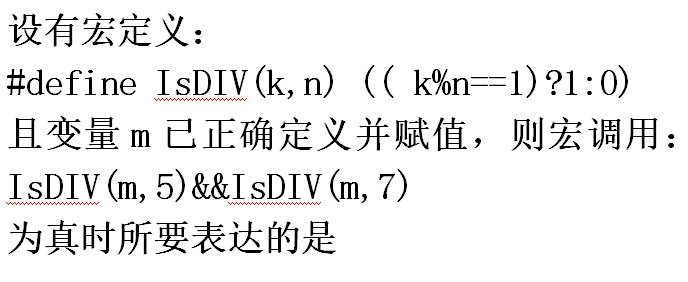 设有宏定义：
#define IsDIV(k,n) (( k%n==1)?1:0)
且变量 m 已正确定义并赋值，则宏调用：
IsDIV(m,5)&&IsDIV(m,7)
为真时所要表达的是